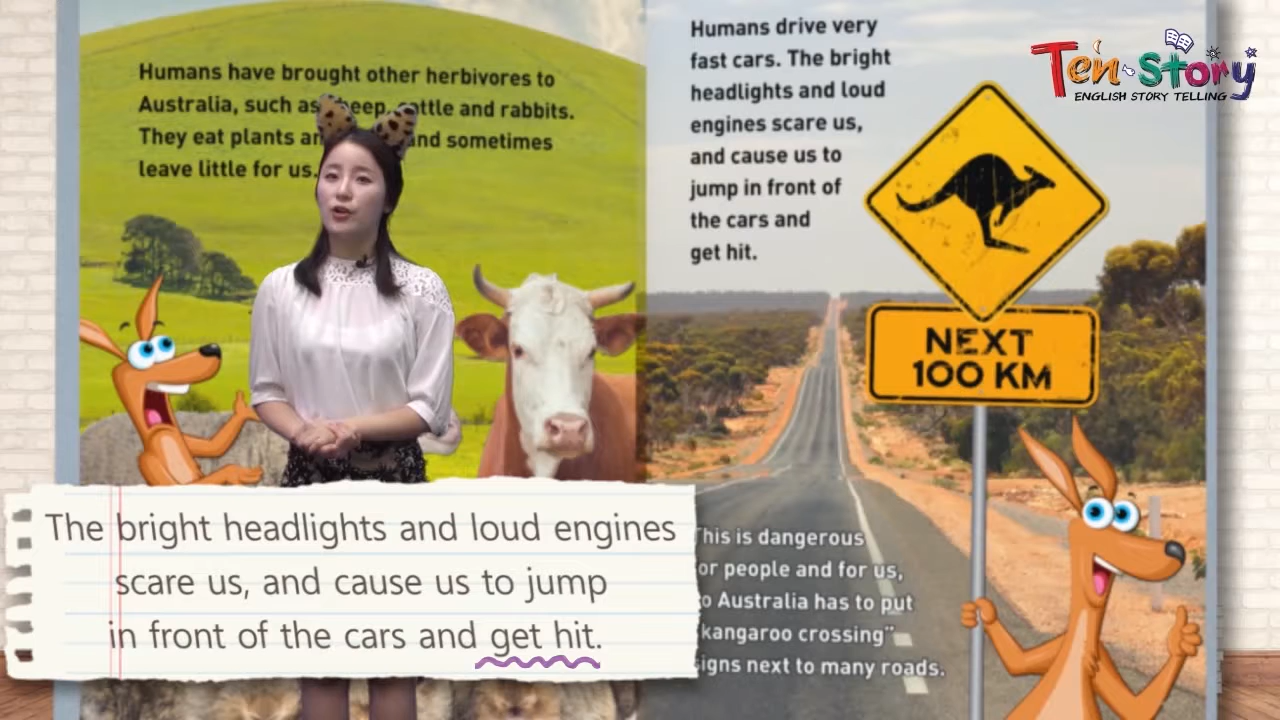 Humans have brought other herbivores to
Australia, such as cattle and rabbits.
They eat plants and sometimes
leave little for us.
Humans drive very
fast cars. The bright
headlights and loud
engines scare us,
and cause us to
jump in front of
the cars and
get hit.
Ten Story
ENGLISH STORY TELLING
NEXT
100 KM
This is dangerous
for people and for us,
so Australia has to put
"kangaroo crossing"
signs next to many roads.
The bright headlights and loud engines
scare us, and cause us to jump
in front of the cars and get hit.